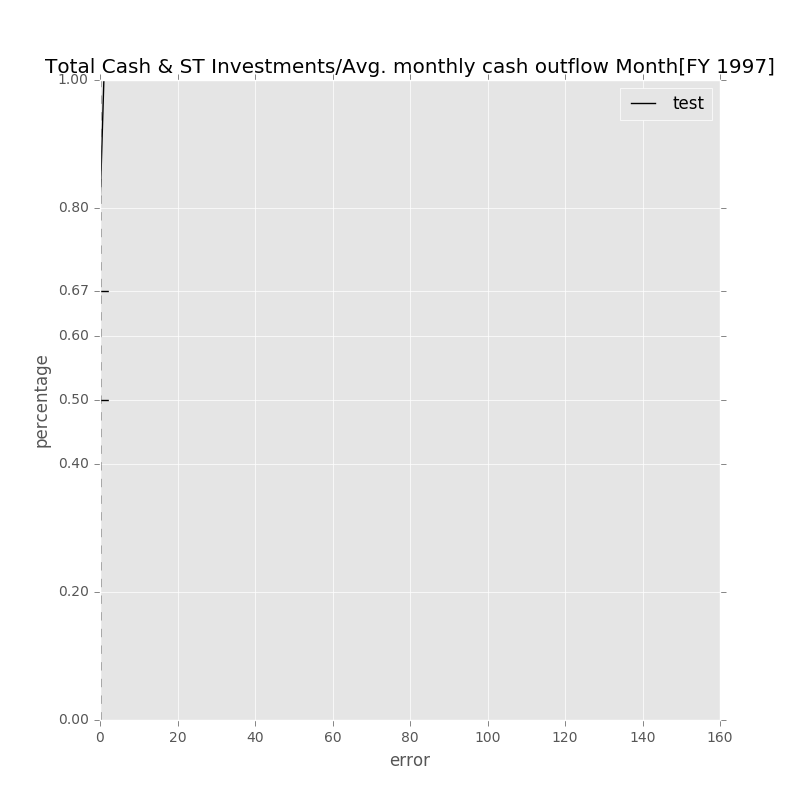 Total Cash & ST Investments/Avg. monthly cash outflow Month[FY 1997]
test
1.00
0.80
0.67
0.60
0.50
0.40
0.20
0.00
percentage
0 20 40 60 80 100 120 140 160
error